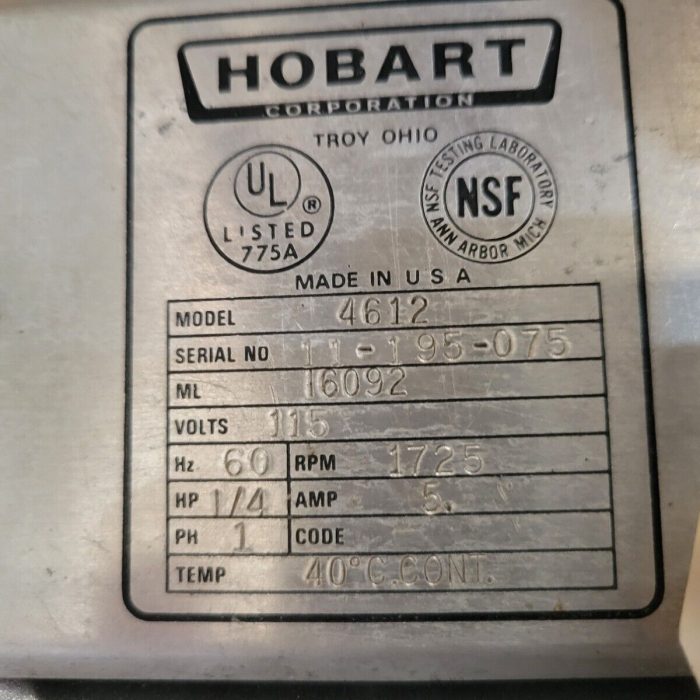 HOBART
CORPORATION
TROY OHIO
UL ®
LISTED
775A
NSF TESTING LABORATORY
NSF
ANN ARBOR MICH
MADE IN U S A
MODEL 4612
SERIAL NO 11-195-075
ML 16092
VOLTS 115
Hz 60 RPM 1725
HP 1/4 AMP 5.
PH 1 CODE
TEMP 40°C.CONT.